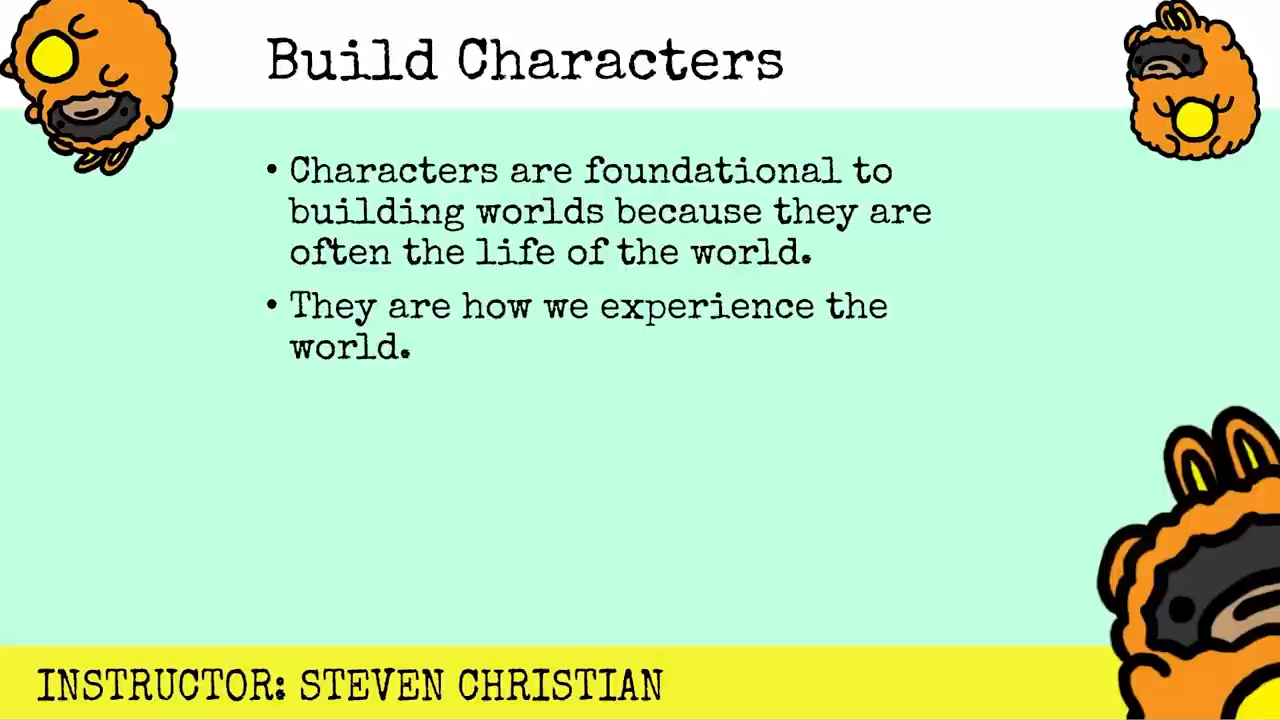 Build Characters
• Characters are foundational to
building worlds because they are
often the life of the world.
• They are how we experience the
world.
INSTRUCTOR: STEVEN CHRISTIAN